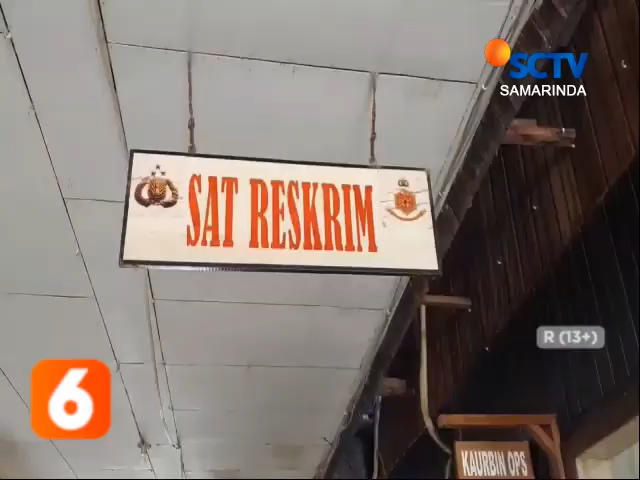 SCTV
SAMARINDA
SAT RESKRIM
R (13+)
6
KAURBIN OPS